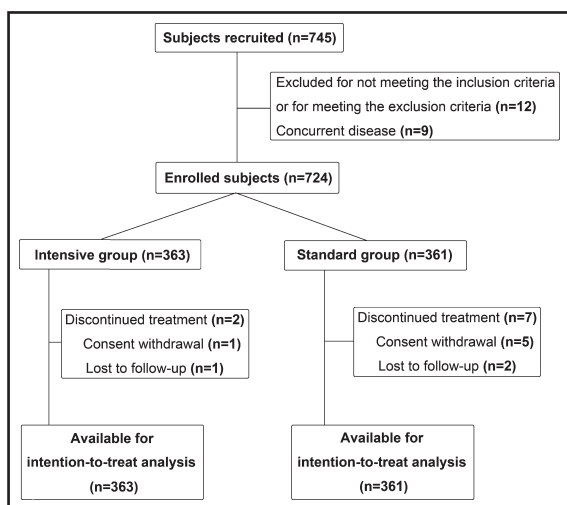 Subjects recruited (n=745)
Excluded for not meeting the inclusion criteria
or for meeting the exclusion criteria (n=12)
Concurrent disease (n=9)
Enrolled subjects (n=724)
Intensive group (n=363)
Standard group (n=361)
Discontinued treatment (n=2)
Consent withdrawal (n=1)
Lost to follow-up (n=1)
Discontinued treatment (n=7)
Consent withdrawal (n=5)
Lost to follow-up (n=2)
Available for
intention-to-treat analysis
(n=363)
Available for
intention-to-treat analysis
(n=361)